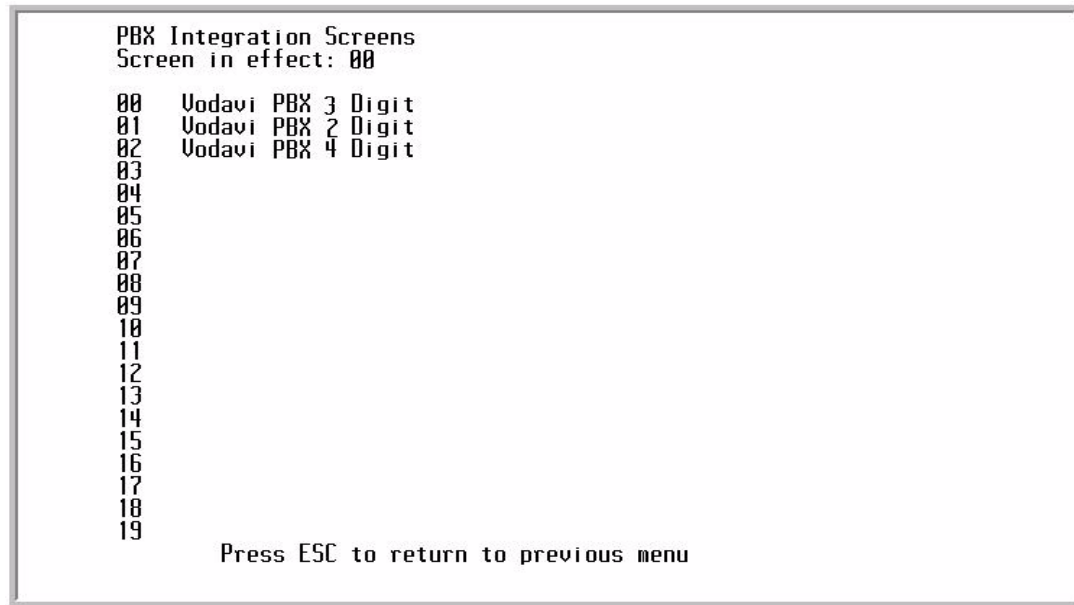 PBX Integration Screens
Screen in effect: 00
00 Vodavi PBX 3 Digit
01 Vodavi PBX 2 Digit
02 Vodavi PBX 4 Digit
03
04
05
06
07
08
09
10
11
12
13
14
15
16
17
18
19
Press ESC to return to previous menu